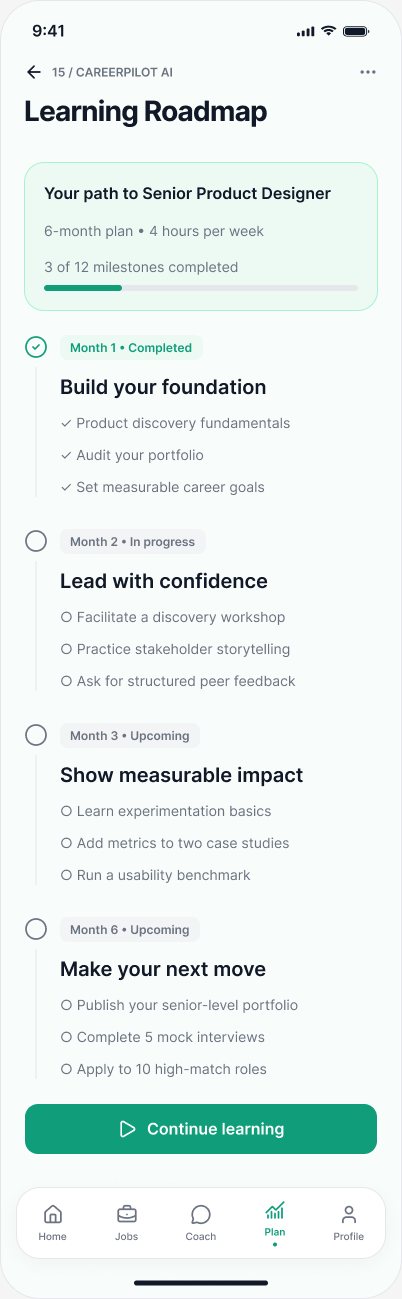 9:41
15 / CAREERPILOT AI
Learning Roadmap
Your path to Senior Product Designer
6-month plan • 4 hours per week
3 of 12 milestones completed
Month 1 • Completed
Build your foundation
✓ Product discovery fundamentals
✓ Audit your portfolio
✓ Set measurable career goals
Month 2 • In progress
Lead with confidence
○ Facilitate a discovery workshop
○ Practice stakeholder storytelling
○ Ask for structured peer feedback
Month 3 • Upcoming
Show measurable impact
○ Learn experimentation basics
○ Add metrics to two case studies
○ Run a usability benchmark
Month 6 • Upcoming
Make your next move
○ Publish your senior-level portfolio
○ Complete 5 mock interviews
○ Apply to 10 high-match roles
Continue learning
Home Jobs Coach Plan Profile